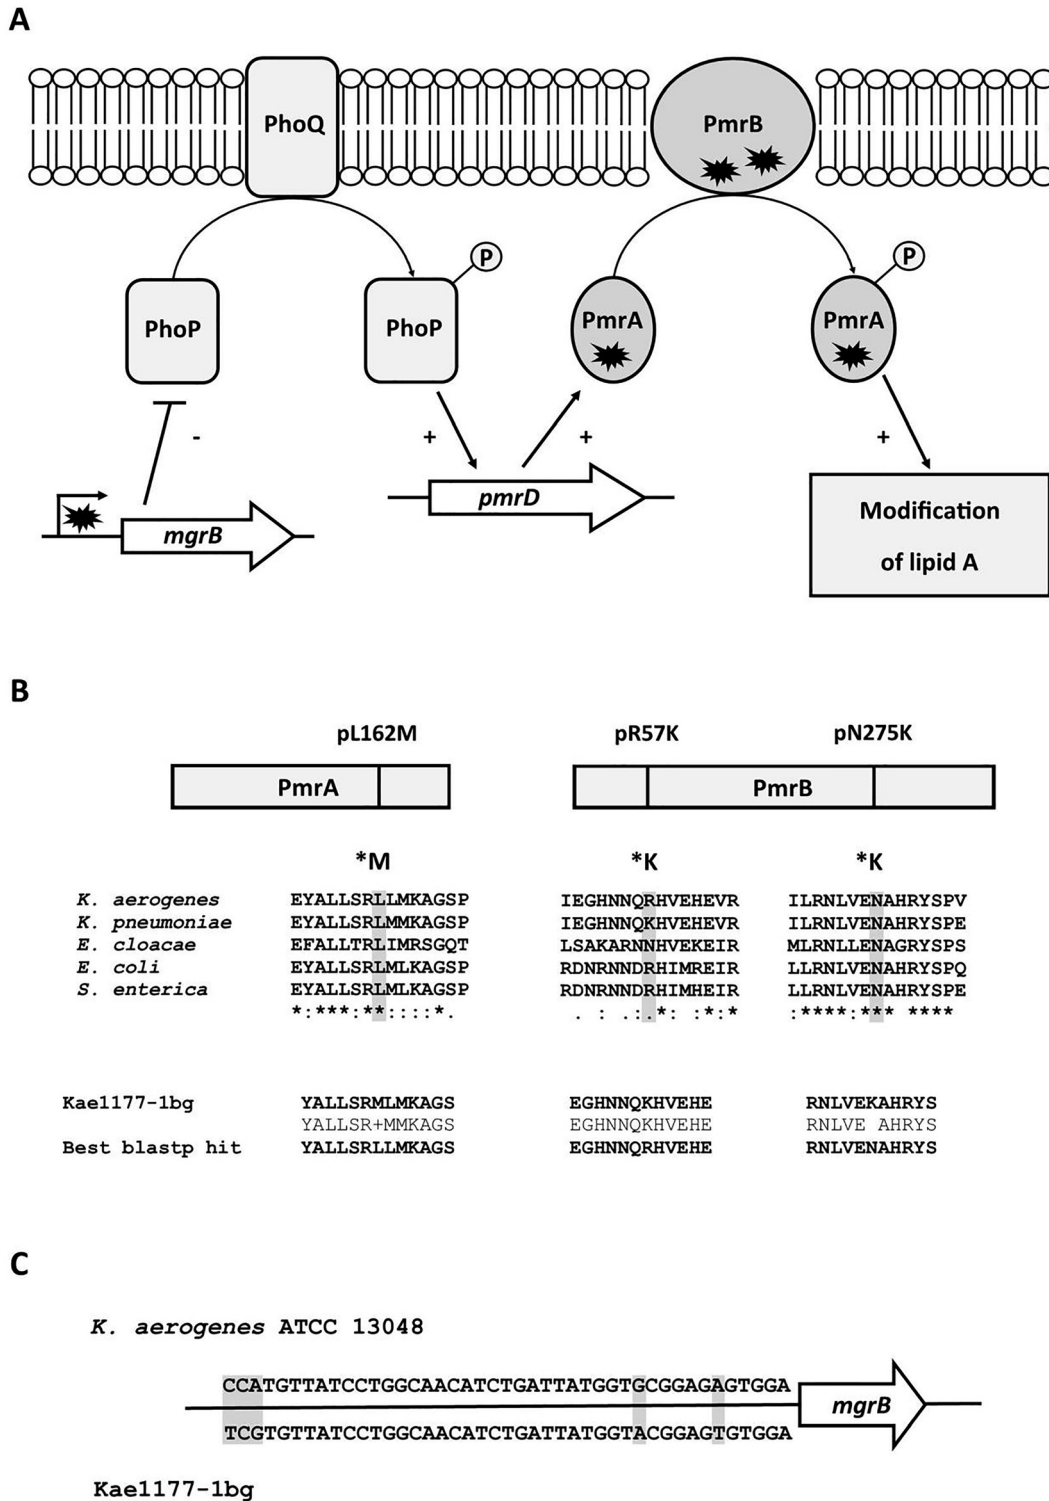 A
PhoQ
PmrB
P
P
PhoP
PhoP
PmrA
PmrA
-
+
+
+
mgrB
pmrD
Modification
of lipid A
B
pL162M
pR57K
pN275K
PmrA
PmrB
*M
*K
*K
K. aerogenes EYALLSRLLMKAGSP IEGHNNQRHVEHEVR ILRNLVENAHRYSPV
K. pneumoniae EYALLSRLMMKAGSP IEGHNNQKHVEHEVR ILRNLVENAHRYSPE
E. cloacae EFALLTRLIMRSGQT LSAKARNNHVEKEIR MLRNLLENAGRYSPS
E. coli EYALLSRLMLKAGSP RDNRNNDRHIMREIR LLRNLVENAHRYSPQ
S. enterica EYALLSRLMLKAGSP RDNRNNDRHIMHEIR LLRNLVENAHRYSPE
*:***:**:::::*. . : .:.*: :*:* :****:*** ****
Kae1177-1bg YALLSRMLMKAGS EGHNNQKHVEHE RNLVEKAHRYS
YALLSR+MMKAGS EGHNNQKHVEHE RNLVE AHRYS
Best blastp hit YALLSRLLMKAGS EGHNNQRHVEHE RNLVENAHRYS
C
K. aerogenes ATCC 13048
CCATGTTATCCTGGCAACATCTGATTATGGTGCGGAGAGTGGA
mgrB
TCGTGTTATCCTGGCAACATCTGATTATGGTACGGAGTGTGGA
Kae1177-1bg